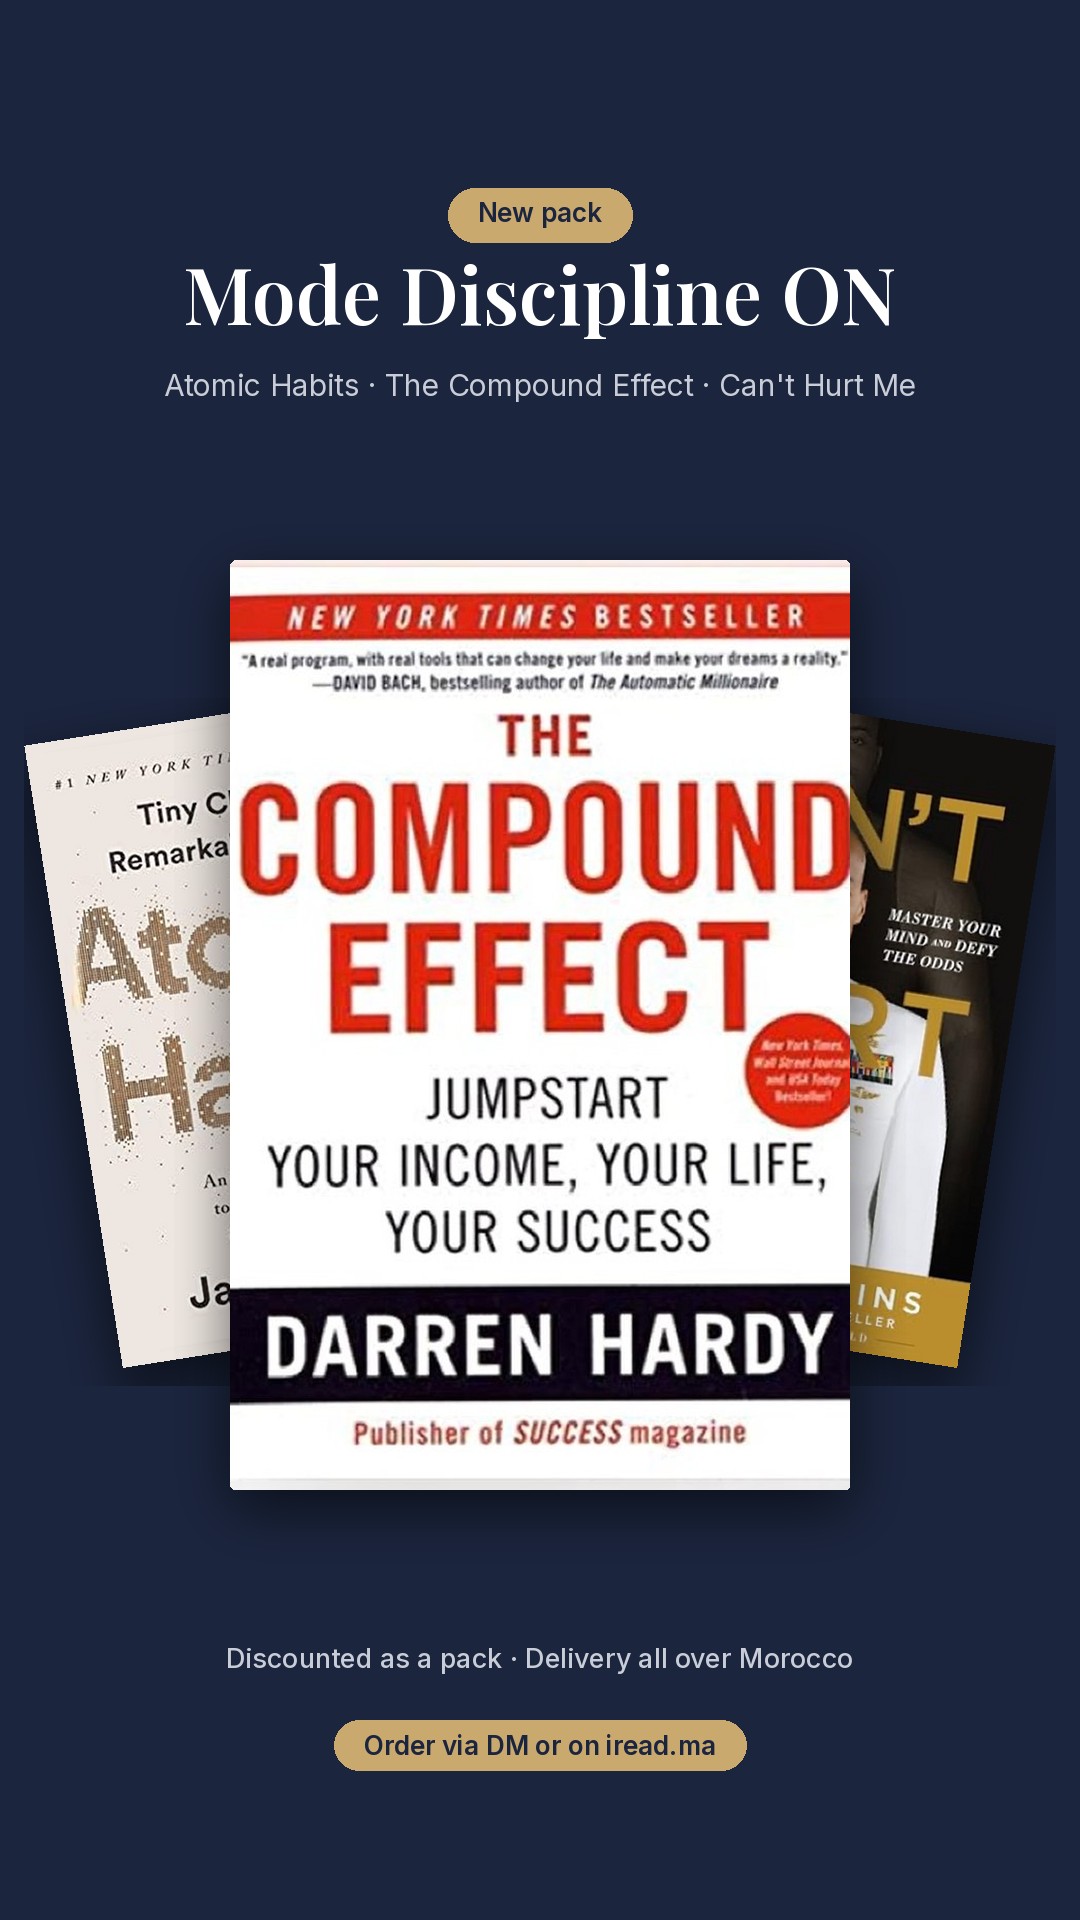 New pack
Mode Discipline ON
Atomic Habits · The Compound Effect · Can't Hurt Me
NEW YORK TIMES BESTSELLER
"A real program, with real tools that can change your life and make your dreams a reality."
—DAVID BACH, bestselling author of The Automatic Millionaire
THE
COMPOUND
EFFECT
New York Times,
Wall Street Journal
and USA Today
Bestseller!
JUMPSTART
YOUR INCOME, YOUR LIFE,
YOUR SUCCESS
DARREN HARDY
Publisher of SUCCESS magazine
#1 NEW YORK TI
Tiny C
Remarka
Ato
Ha
An
to
Ja
N'T
MASTER YOUR
MIND AND DEFY
THE ODDS
RT
INS
LLER
LD
Discounted as a pack · Delivery all over Morocco
Order via DM or on iread.ma